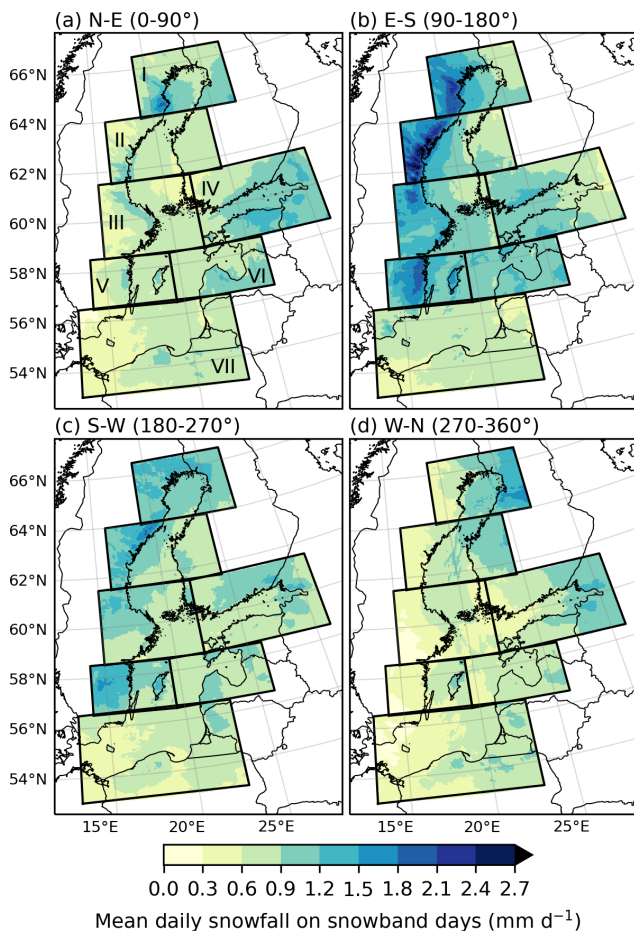 (a) N-E (0-90°)
(b) E-S (90-180°)
66°N
64°N
62°N
60°N
58°N
56°N
54°N
I
II
III
IV
V
VI
VII
(c) S-W (180-270°)
(d) W-N (270-360°)
66°N
64°N
62°N
60°N
58°N
56°N
54°N
15°E
20°E
25°E
15°E
20°E
25°E
0.0 0.3 0.6 0.9 1.2 1.5 1.8 2.1 2.4 2.7
Mean daily snowfall on snowband days (mm d⁻¹)